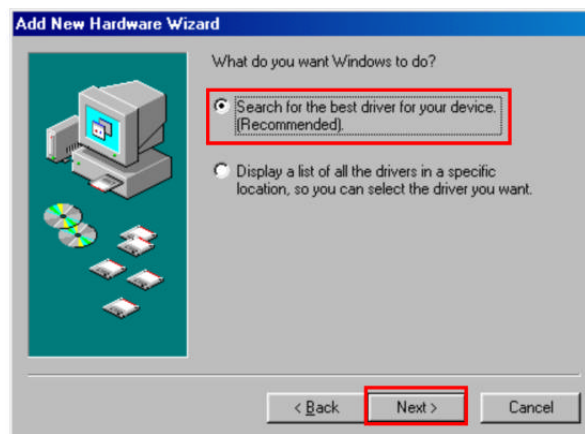 Add New Hardware Wizard
What do you want Windows to do?
Search for the best driver for your device.
(Recommended).
Display a list of all the drivers in a specific
location, so you can select the driver you want.
< Back
Next >
Cancel